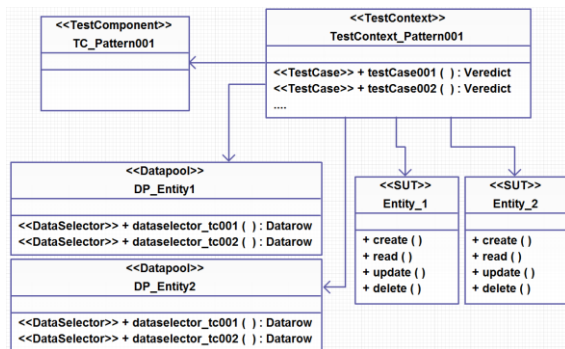 <<TestComponent>>
TC_Pattern001
<<TestContext>>
TestContext_Pattern001
<<TestCase>> + testCase001 ( ) : Veredict
<<TestCase>> + testCase002 ( ) : Veredict
....
<<Datapool>>
DP_Entity1
<<DataSelector>> + dataselector_tc001 ( ) : Datarow
<<DataSelector>> + dataselector_tc002 ( ) : Datarow
<<Datapool>>
DP_Entity2
<<DataSelector>> + dataselector_tc001 ( ) : Datarow
<<DataSelector>> + dataselector_tc002 ( ) : Datarow
<<SUT>>
Entity_1
+ create ( )
+ read ( )
+ update ( )
+ delete ( )
<<SUT>>
Entity_2
+ create ( )
+ read ( )
+ update ( )
+ delete ( )